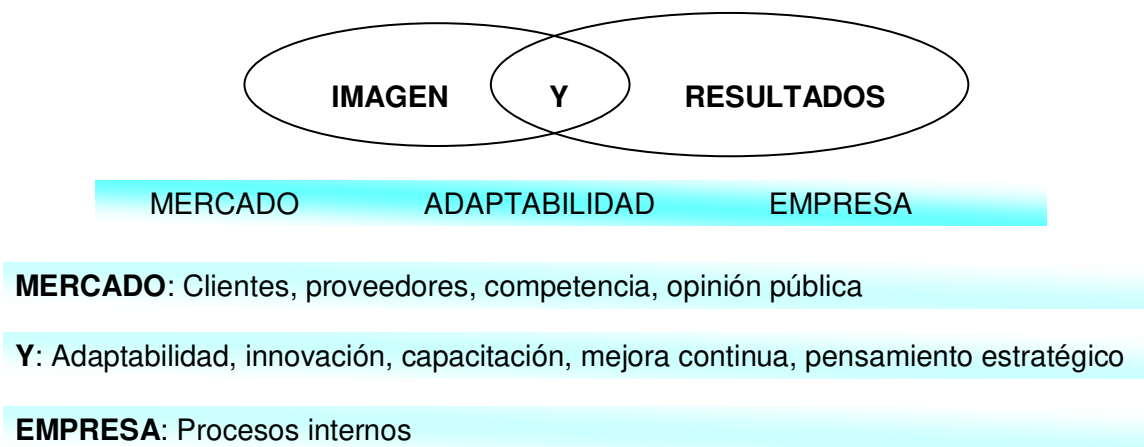 IMAGEN Y RESULTADOS
MERCADO ADAPTABILIDAD EMPRESA
MERCADO: Clientes, proveedores, competencia, opinión pública
Y: Adaptabilidad, innovación, capacitación, mejora continua, pensamiento estratégico
EMPRESA: Procesos internos